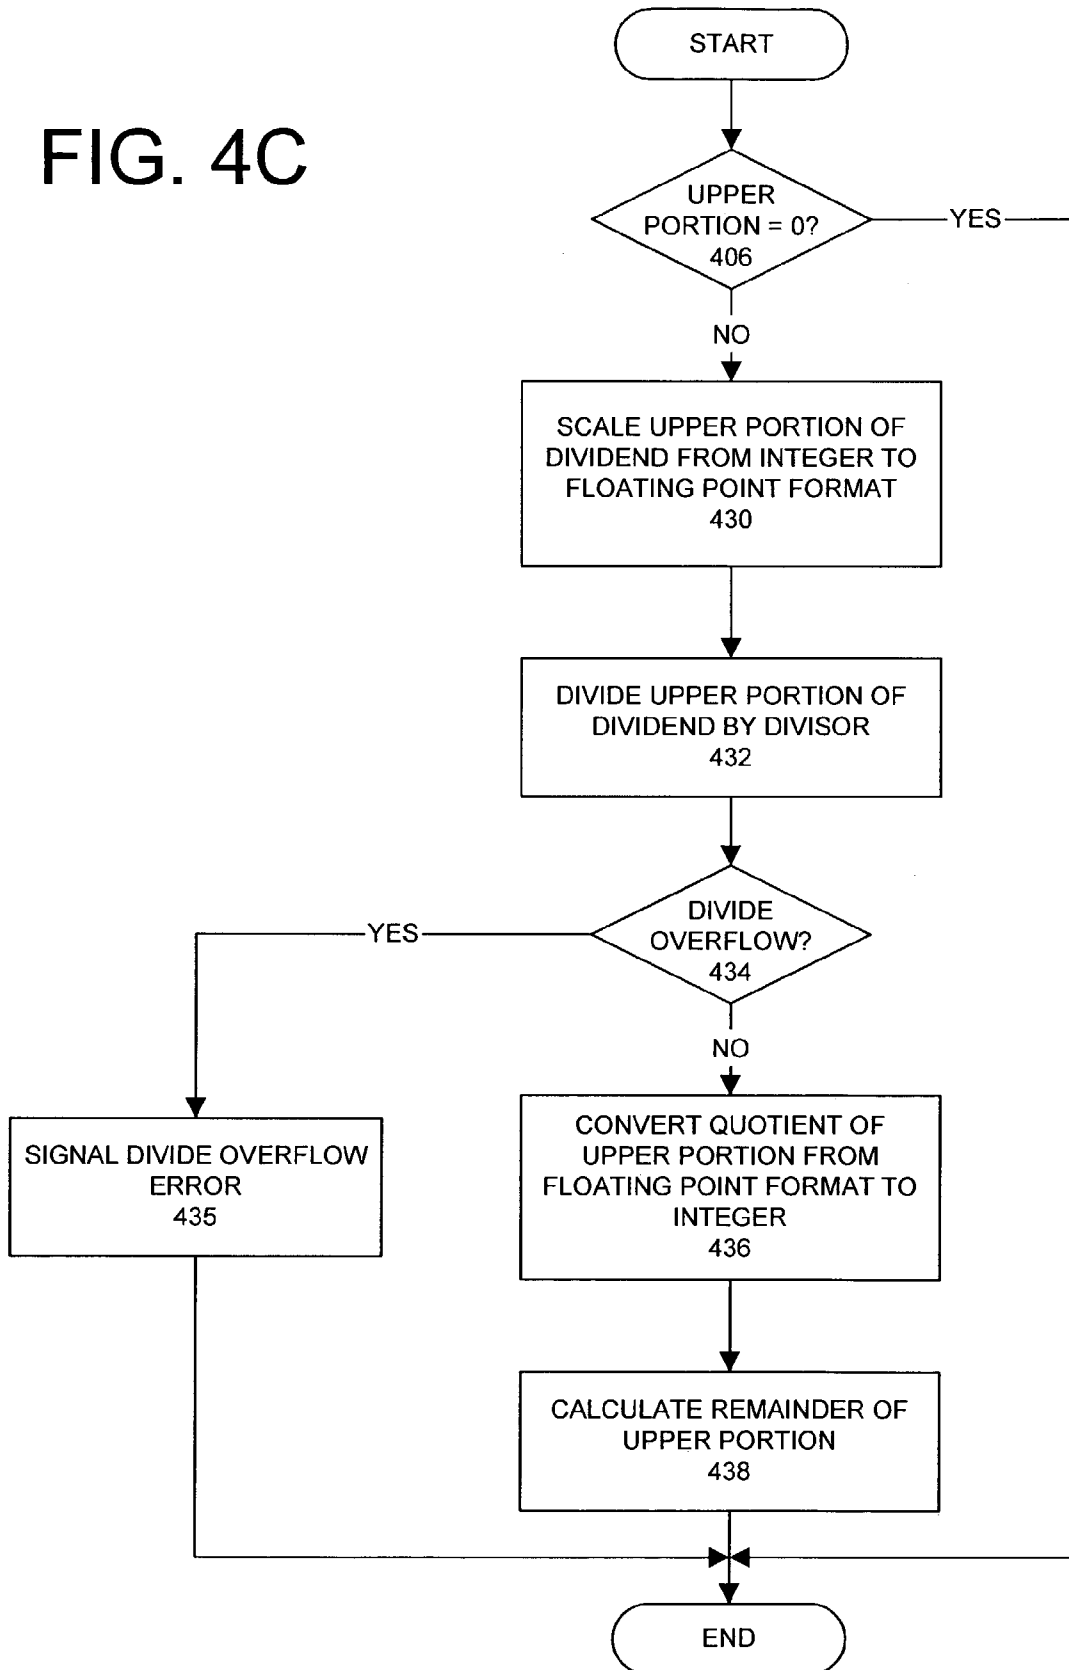 START
FIG. 4C
UPPER
PORTION = 0?
406
YES
NO
SCALE UPPER PORTION OF
DIVIDEND FROM INTEGER TO
FLOATING POINT FORMAT
430
DIVIDE UPPER PORTION OF
DIVIDEND BY DIVISOR
432
DIVIDE
OVERFLOW?
434
YES
NO
SIGNAL DIVIDE OVERFLOW
ERROR
435
CONVERT QUOTIENT OF
UPPER PORTION FROM
FLOATING POINT FORMAT TO
INTEGER
436
CALCULATE REMAINDER OF
UPPER PORTION
438
END